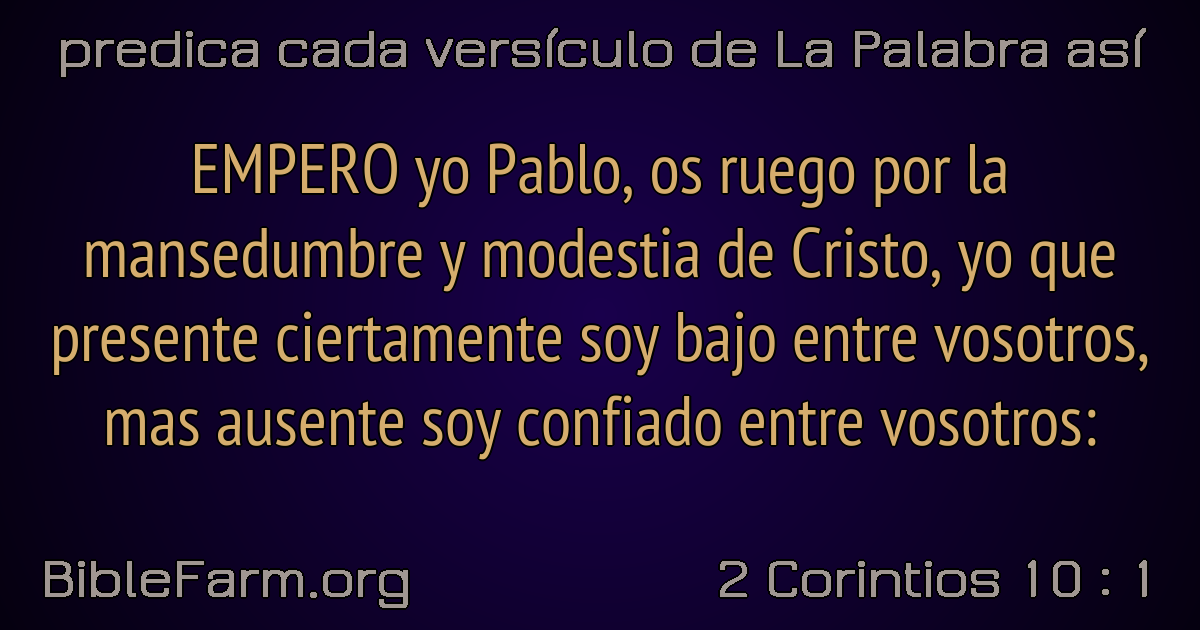 predica cada versículo de La Palabra así
EMPERO yo Pablo, os ruego por la
mansedumbre y modestia de Cristo, yo que
presente ciertamente soy bajo entre vosotros,
mas ausente soy confiado entre vosotros:
BibleFarm.org
2 Corintios 10 : 1